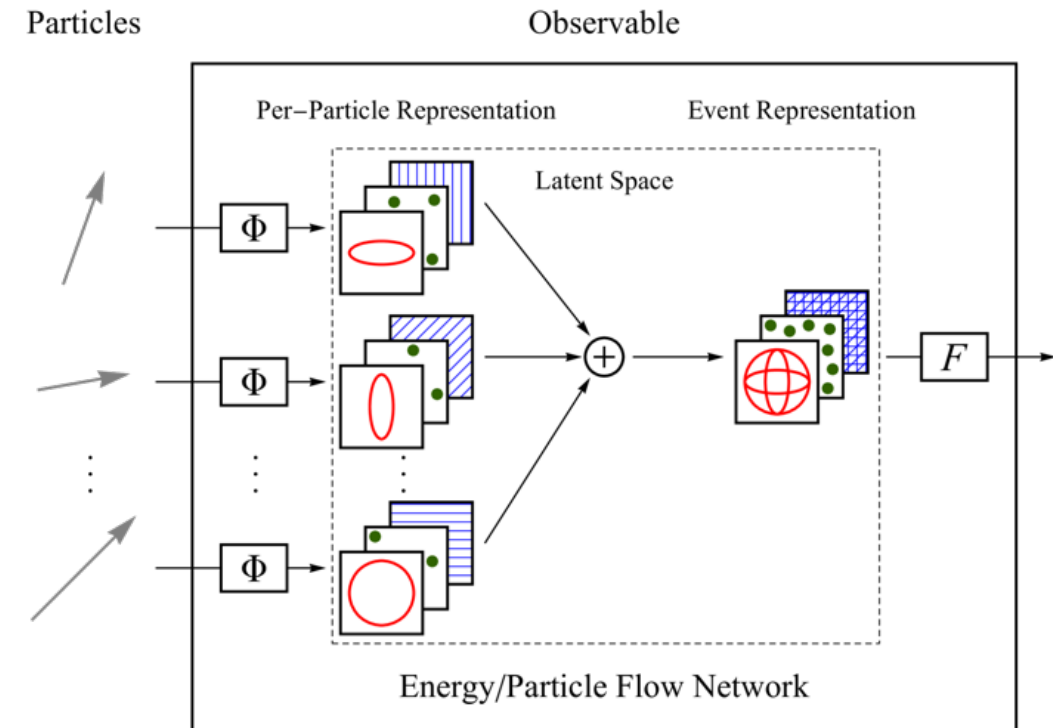 Particles
Observable
Per−Particle Representation
Event Representation
Latent Space
Φ
Φ
F
Φ
Energy/Particle Flow Network